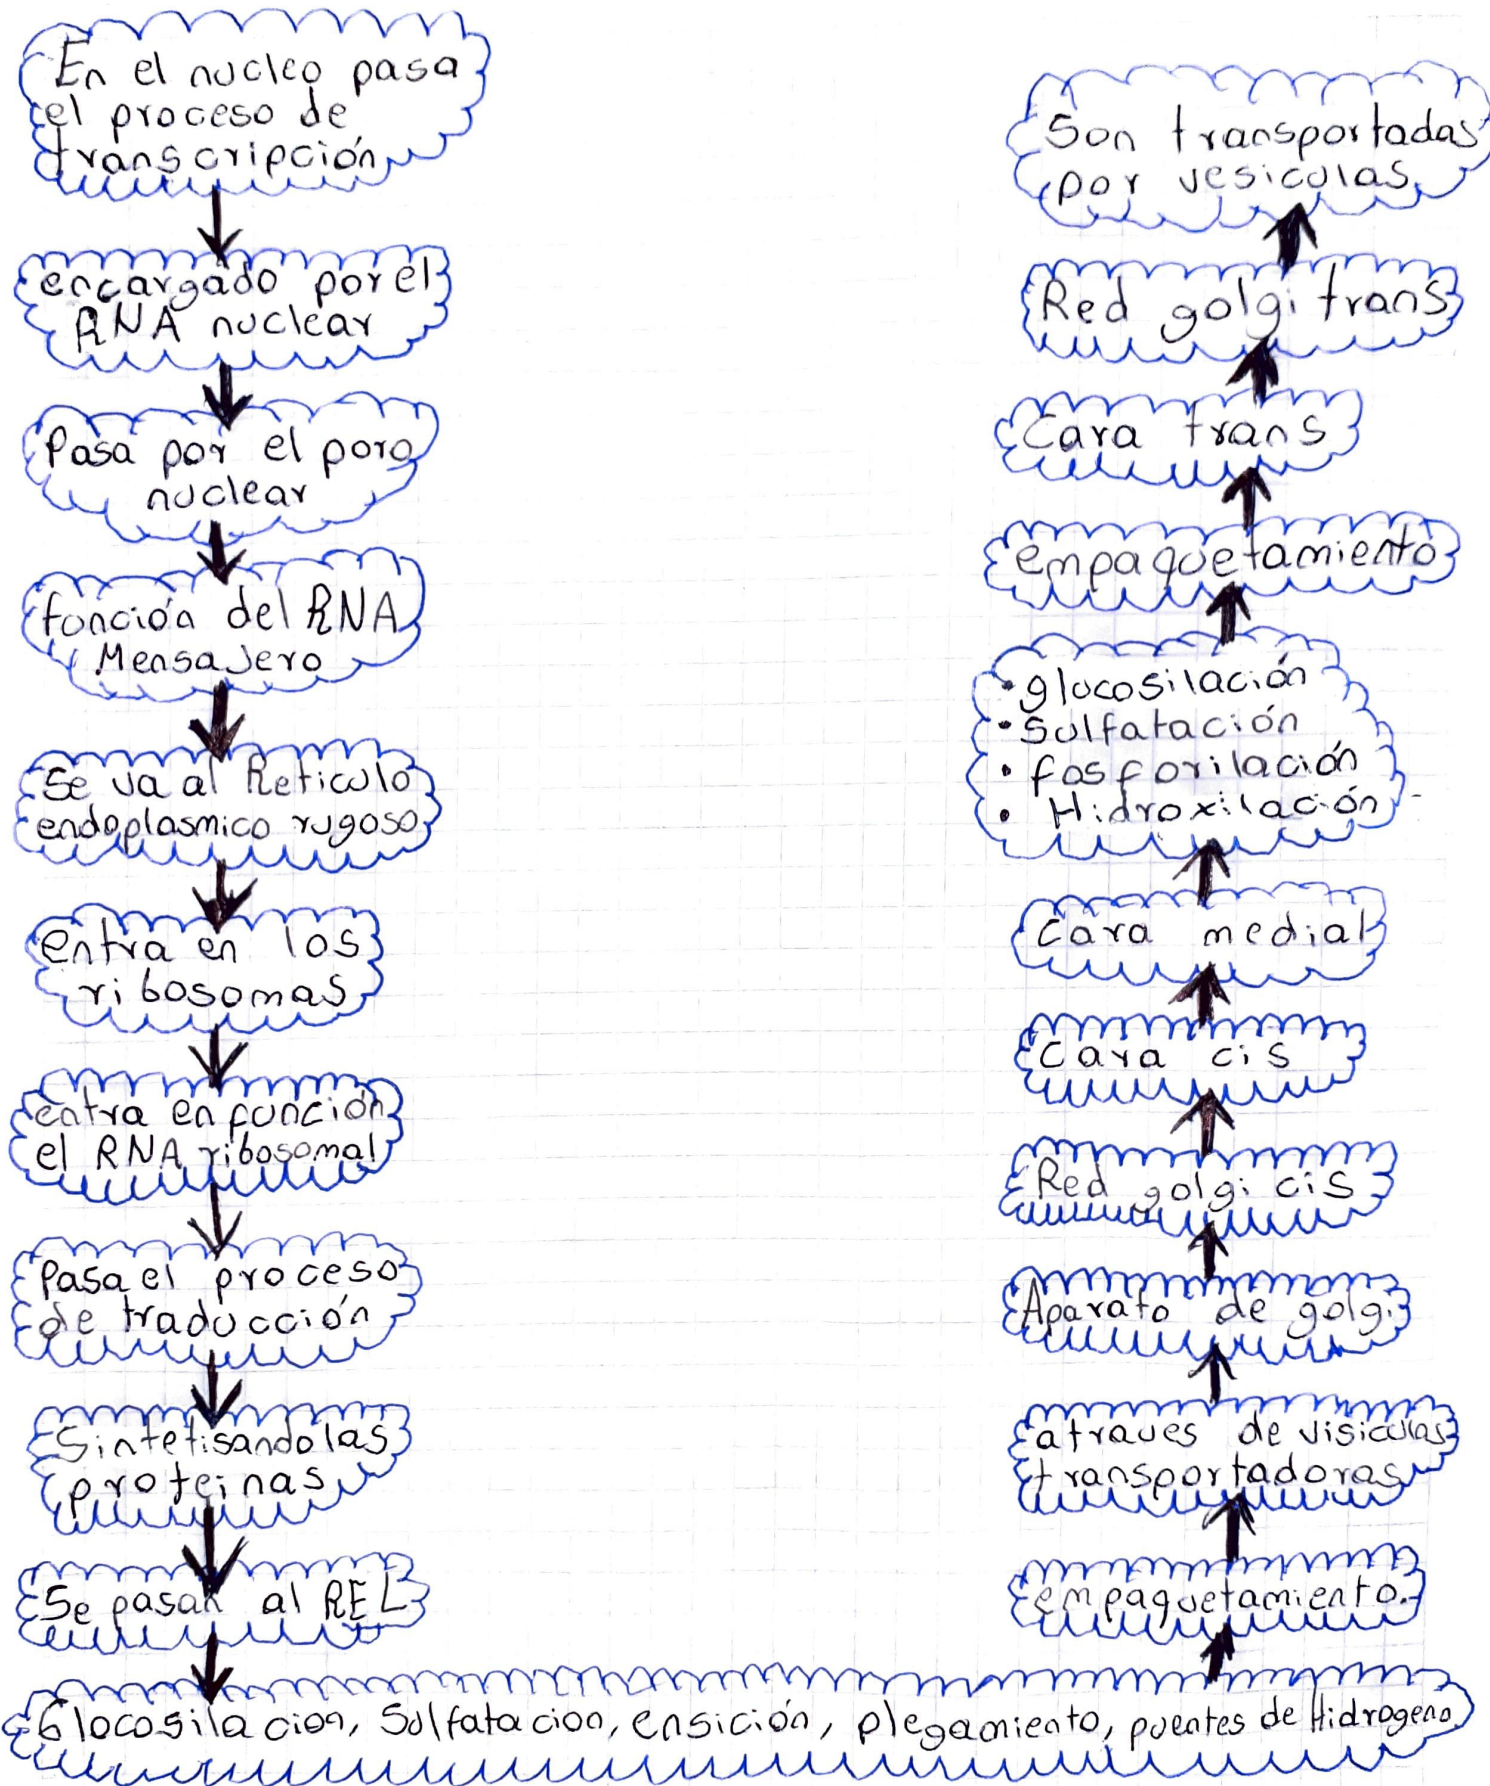 En el nucleo pasa
el proceso de
transcripción
encargado por el
RNA nuclear
Pasa por el poro
nuclear
función del RNA
Mensajero
Se va al Reticulo
endoplasmico rugoso
entra en los
ribosomas
entra en función
el RNA ribosomal
Pasa el proceso
de traducción
Sintetisando las
proteinas
Se pasan al REL
Glocosilacion, Sulfatacion, ensición, plegamiento, puentes de Hidrogeno
empaquetamiento.
atraves de visiculas
transportadoras
Aparato de golgi
Red golgi cis
Cara cis
Cara medial
• glucosilación
• Sulfatación
• fosforilación
• Hidroxilación
empaquetamiento
Cara trans
Red golgi trans
Son transportadas
por vesiculas